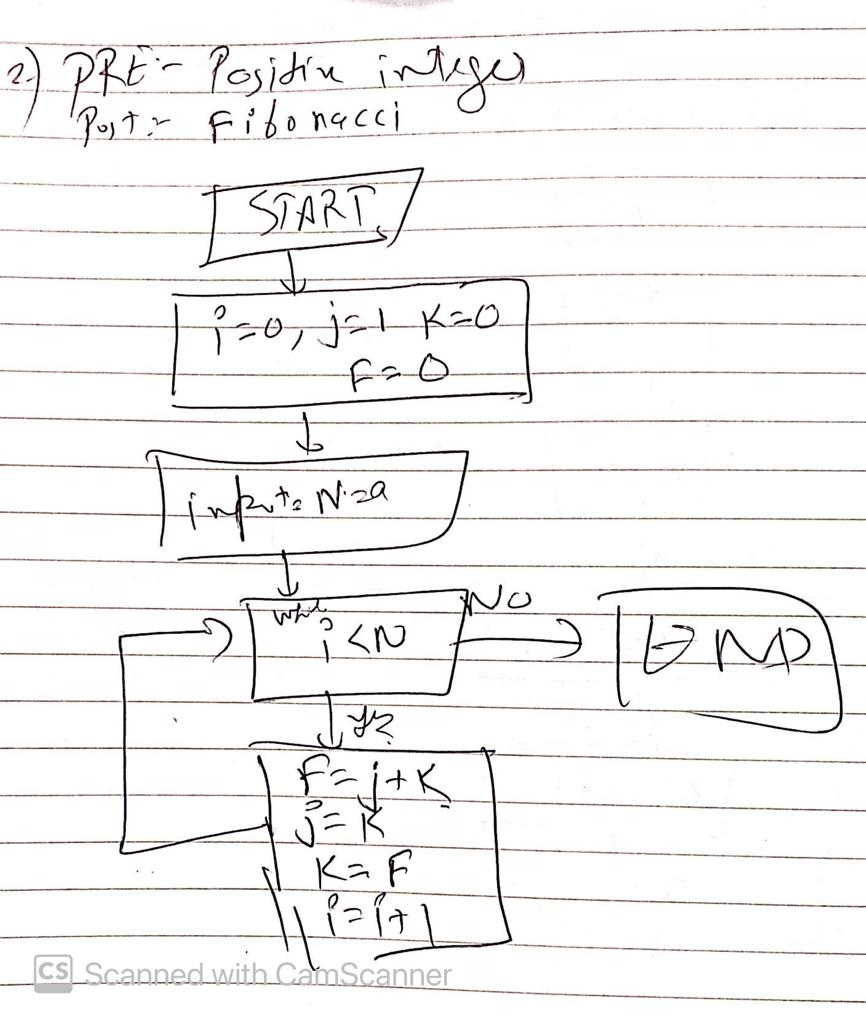 2) PRE:- Positive integer
Post:- Fibonacci
START
i=0, j=1 K=0
F=0
input N=a
while
i<N
NO
END
F=j+K
j=K
K=F
i=i+1
CS Scanned with CamScanner